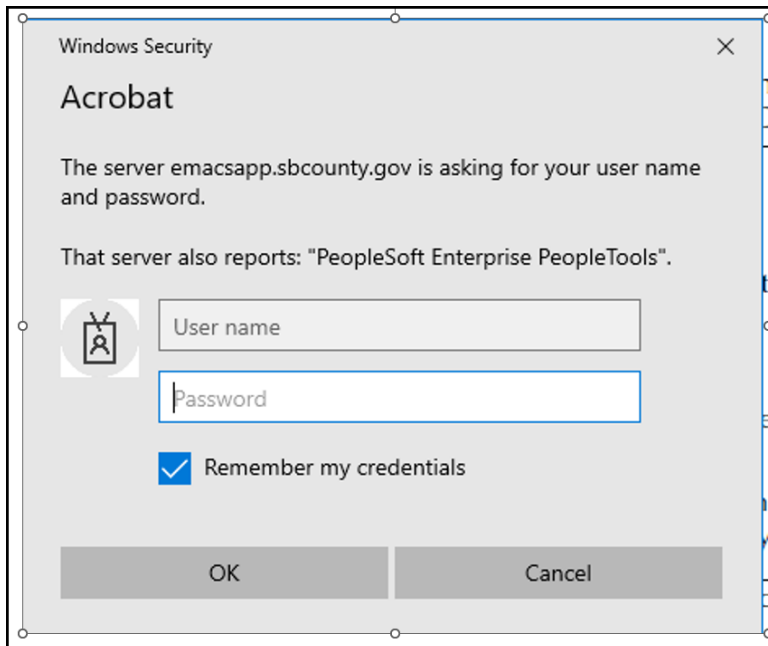 Windows Security
Acrobat
The server emacsapp.sbcounty.gov is asking for your user name
and password.
That server also reports: "PeopleSoft Enterprise PeopleTools".
User name
Password
Remember my credentials
OK
Cancel